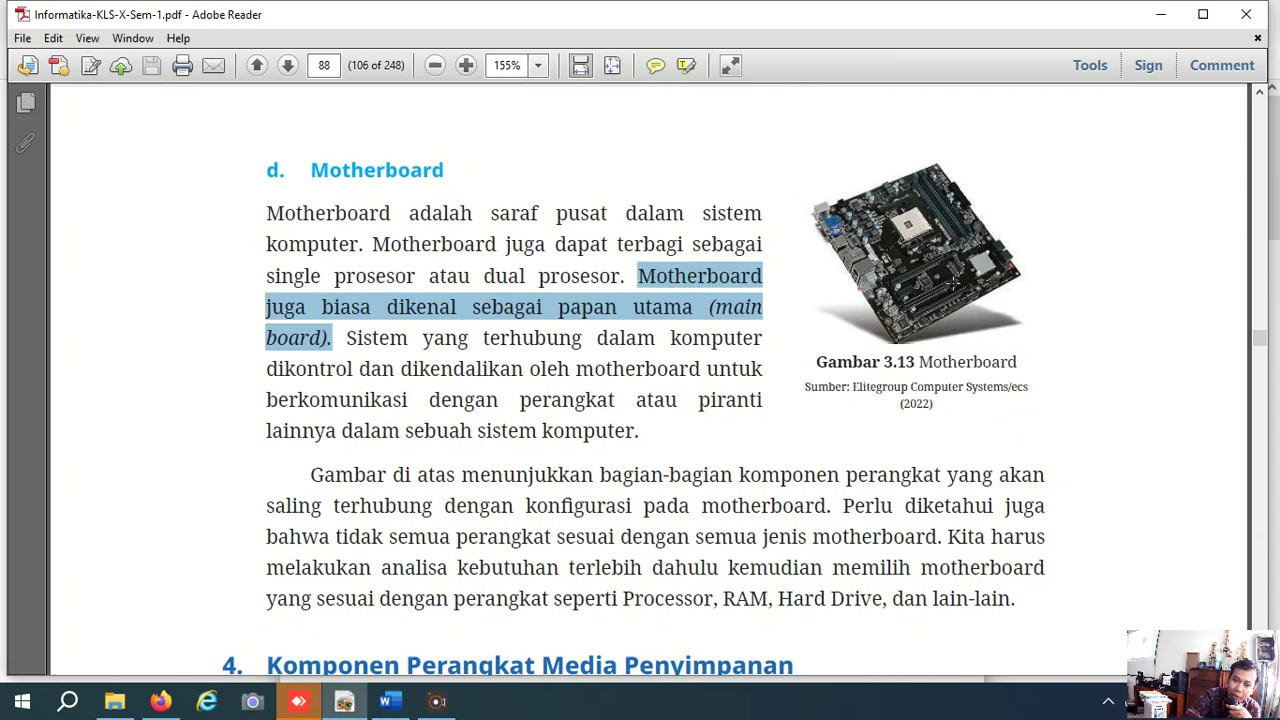 Informatika-KLS-X-Sem-1.pdf - Adobe Reader
File Edit View Window Help
88 (106 of 248) 155% Tools Sign Comment
d. Motherboard
Motherboard adalah saraf pusat dalam sistem
komputer. Motherboard juga dapat terbagi sebagai
single prosesor atau dual prosesor. Motherboard
juga biasa dikenal sebagai papan utama (main
board). Sistem yang terhubung dalam komputer
dikontrol dan dikendalikan oleh motherboard untuk
berkomunikasi dengan perangkat atau piranti
lainnya dalam sebuah sistem komputer.
Gambar 3.13 Motherboard
Sumber: Elitegroup Computer Systems/ecs
(2022)
Gambar di atas menunjukkan bagian-bagian komponen perangkat yang akan
saling terhubung dengan konfigurasi pada motherboard. Perlu diketahui juga
bahwa tidak semua perangkat sesuai dengan semua jenis motherboard. Kita harus
melakukan analisa kebutuhan terlebih dahulu kemudian memilih motherboard
yang sesuai dengan perangkat seperti Processor, RAM, Hard Drive, dan lain-lain.
4. Komponen Perangkat Media Penyimpanan